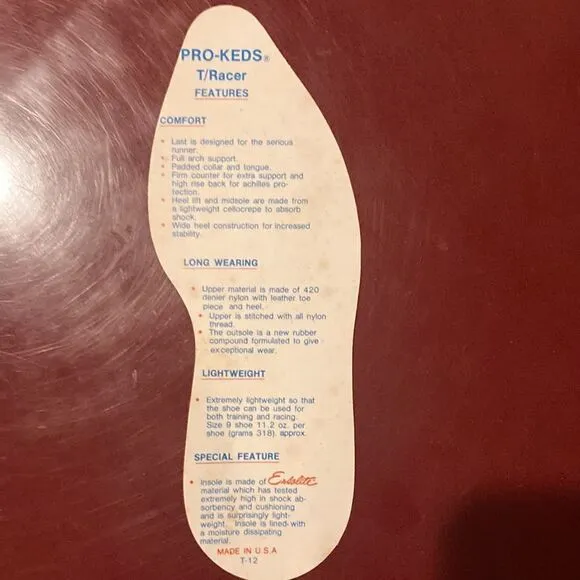 PRO-KEDS®
T/Racer
FEATURES
COMFORT
• Last is designed for the serious
runner.
• Full arch support.
• Padded collar and tongue.
• Firm counter for extra support and
high rise back for achilles pro-
tection.
• Heel lift and midsole are made from
a lightweight cellocrepe to absorb
shock.
• Wide heel construction for increased
stability.
LONG WEARING
• Upper material is made of 420
denier nylon with leather toe
piece and heel.
• Upper is stitched with all nylon
thread.
• The outsole is a new rubber
compound formulated to give
exceptional wear.
LIGHTWEIGHT
• Extremely lightweight so that
the shoe can be used for
both training and racing.
Size 9 shoe 11.2 oz. per
shoe (grams 318). approx.
SPECIAL FEATURE
• Insole is made of Ensolite
material which has tested
extremely high in shock ab-
sorbency and cushioning
and is surprisingly light-
weight. Insole is lined with
a moisture dissipating
material.
MADE IN U.S.A
T-12